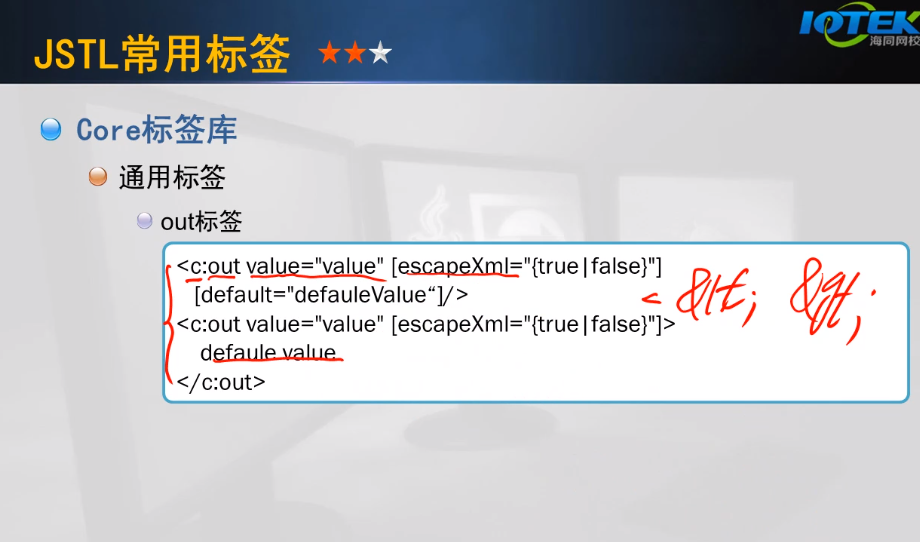 JSTL常用标签
IOTEK
海同网校
Core标签库
通用标签
out标签
<c:out value="value" [escapeXml="{true|false}"]
[default="defauleValue“]/>
<c:out value="value" [escapeXml="{true|false}"]>
defaule value
</c:out>
< &lt; &gt;